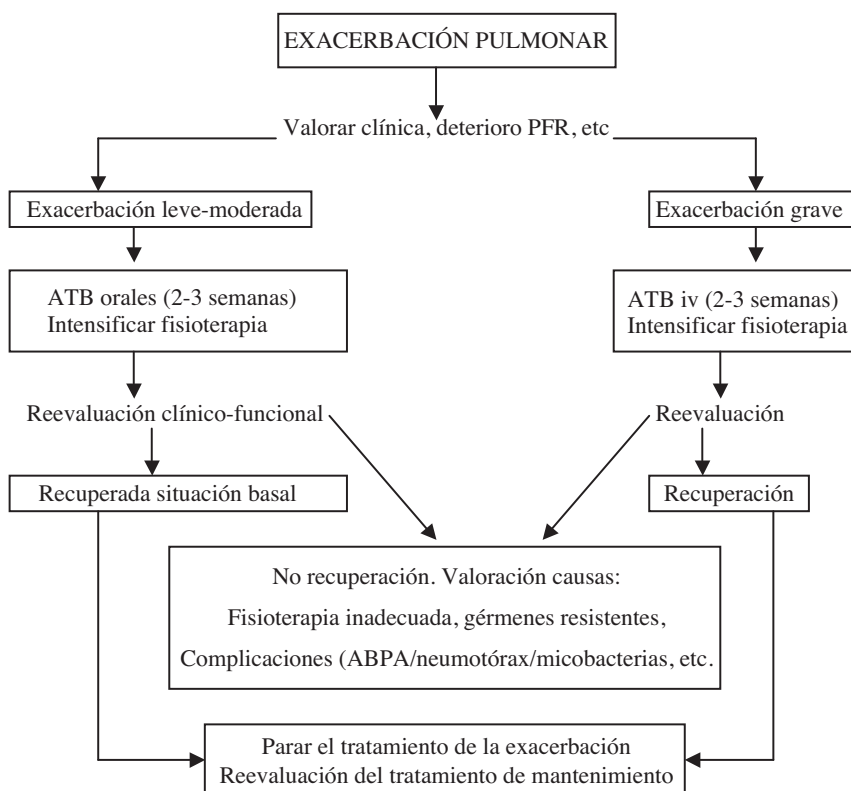 EXACERBACIÓN PULMONAR
Valorar clínica, deterioro PFR, etc
Exacerbación leve-moderada
Exacerbación grave
ATB orales (2-3 semanas)
Intensificar fisioterapia
ATB iv (2-3 semanas)
Intensificar fisioterapia
Reevaluación clínico-funcional
Reevaluación
Recuperada situación basal
Recuperación
No recuperación. Valoración causas:
Fisioterapia inadecuada, gérmenes resistentes,
Complicaciones (ABPA/neumotórax/micobacterias, etc.
Parar el tratamiento de la exacerbación
Reevaluación del tratamiento de mantenimiento